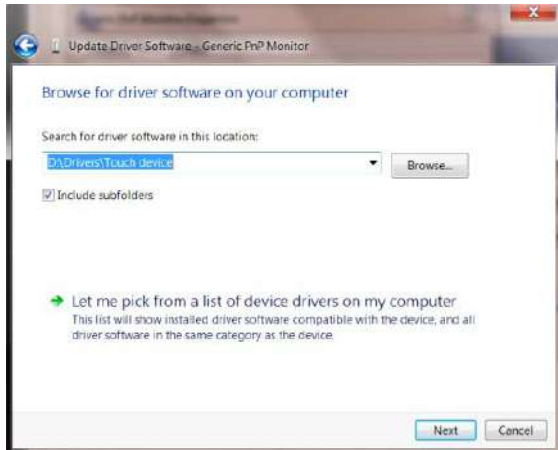 Update Driver Software - Generic PnP Monitor
Browse for driver software on your computer
Search for driver software in this location:
D:\Drivers\Touch device
Browse...
Include subfolders
Let me pick from a list of device drivers on my computer
This list will show installed driver software compatible with the device, and all
driver software in the same category as the device.
Next
Cancel